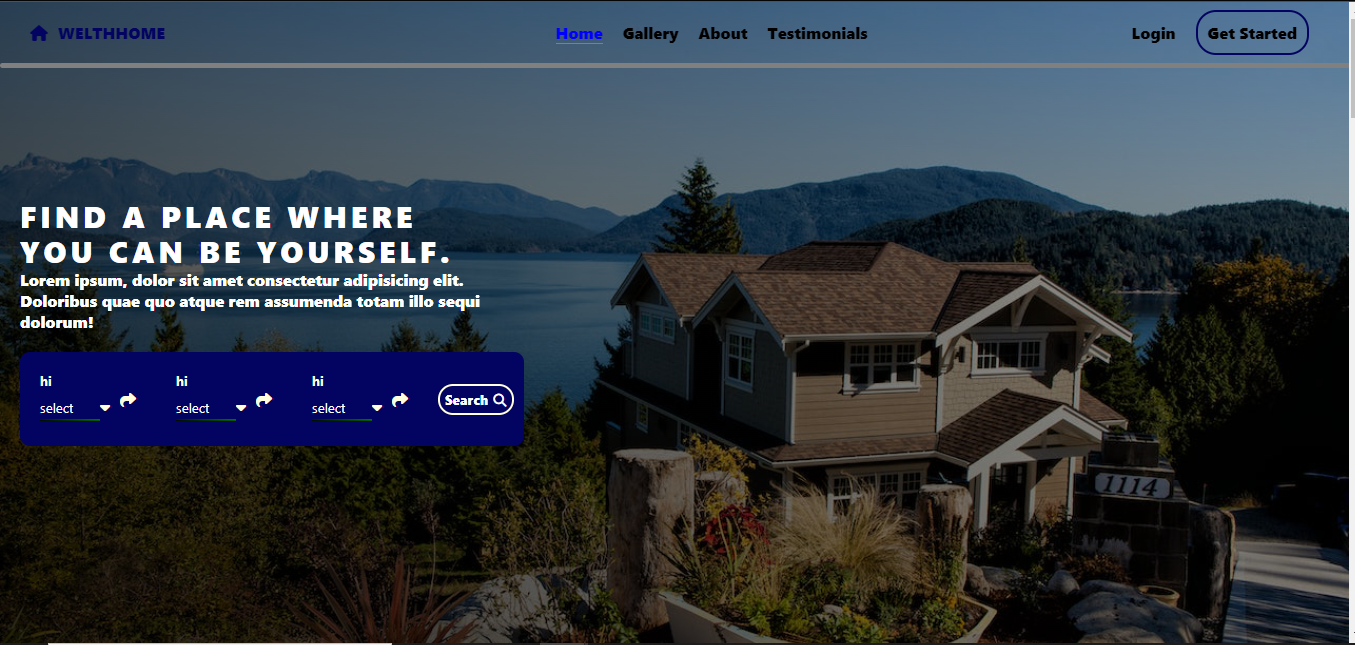 WELTHHOME
Home Gallery About Testimonials
Login Get Started
FIND A PLACE WHERE
YOU CAN BE YOURSELF.
Lorem ipsum, dolor sit amet consectetur adipisicing elit.
Doloribus quae quo atque rem assumenda totam illo sequi
dolorum!
hi hi hi
select select select
Search
1114